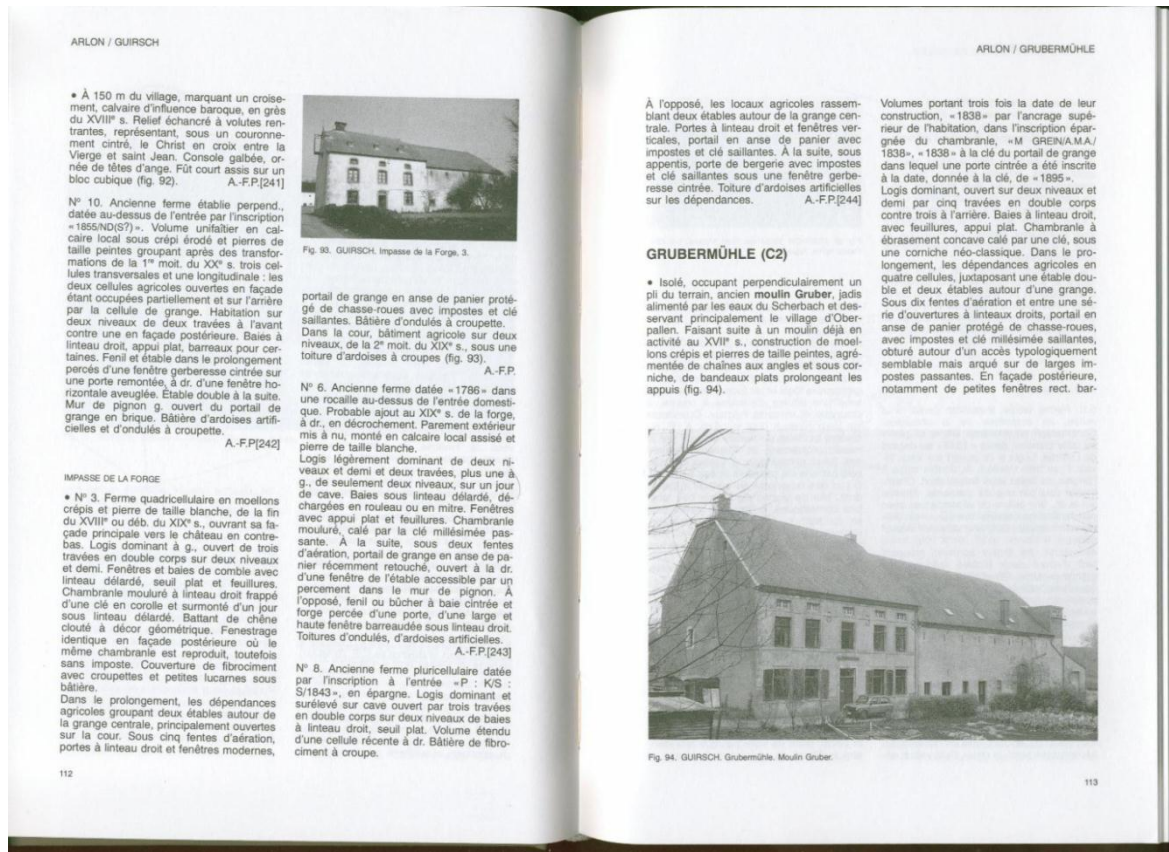 ARLON / GUIRSCH
• À 150 m du village, marquant un croise-
ment, calvaire d'influence baroque, en grès
du XVIIIe s. Relief échancré à volutes ren-
trantes, représentant, sous un couronne-
ment cintré, le Christ en croix entre la
Vierge et saint Jean. Console galbée, or-
née de têtes d'ange. Fût court assis sur un
bloc cubique (fig. 92). A.-F.P.[241]
N° 10. Ancienne ferme établie perpend.,
datée au-dessus de l'entrée par l'inscription
« 1855/ND(S?) ». Volume unifaîtier en cal-
caire local sous crépi érodé et pierres de
taille peintes groupant après des transfor-
mations de la 1re moit. du XXe s. trois cel-
lules transversales et une longitudinale : les
deux cellules agricoles ouvertes en façade
étant occupées partiellement et sur l'arrière
par la cellule de grange. Habitation sur
deux niveaux de deux travées à l'avant
contre une en façade postérieure. Baies à
linteau droit, appui plat, barreaux pour cer-
taines. Fenil et étable dans le prolongement
percés d'une fenêtre gerberesse cintrée sur
une porte remontée, à dr. d'une fenêtre ho-
rizontale aveuglée. Étable double à la suite.
Mur de pignon g. ouvert du portail de
grange en brique. Bâtière d'ardoises artifi-
cielles et d'ondulés à croupette.
A.-F.P[242]
IMPASSE DE LA FORGE
• N° 3. Ferme quadricellulaire en moellons
crépis et pierre de taille blanche, de la fin
du XVIIIe ou déb. du XIXe s., ouvrant sa fa-
çade principale vers le château en contre-
bas. Logis dominant à g., ouvert de trois
travées en double corps sur deux niveaux
et demi. Fenêtres et baies de comble avec
linteau délardé, seuil plat et feuillures.
Chambranle mouluré à linteau droit frappé
d'une clé en corolle et surmonté d'un jour
sous linteau délardé. Battant de chêne
clouté à décor géométrique. Fenestrage
identique en façade postérieure où le
même chambranle est reproduit, toutefois
sans imposte. Couverture de fibrociment
avec croupettes et petites lucarnes sous
bâtière.
Dans le prolongement, les dépendances
agricoles groupant deux étables autour de
la grange centrale, principalement ouvertes
sur la cour. Sous cinq fentes d'aération,
portes à linteau droit et fenêtres modernes,
112
Fig. 93. GUIRSCH. Impasse de la Forge, 3.
portail de grange en anse de panier proté-
gé de chasse-roues avec impostes et clé
saillantes. Bâtière d'ondulés à croupette.
Dans la cour, bâtiment agricole sur deux
niveaux, de la 2e moit. du XIXe s., sous une
toiture d'ardoises à croupes (fig. 93).
A.-F.P.
N° 6. Ancienne ferme datée « 1786 » dans
une rocaille au-dessus de l'entrée domesti-
que. Probable ajout au XIXe s. de la forge,
à dr., en décrochement. Parement extérieur
mis à nu, monté en calcaire local assisé et
pierre de taille blanche.
Logis légèrement dominant de deux ni-
veaux et demi et deux travées, plus une à
g., de seulement deux niveaux, sur un jour
de cave. Baies sous linteau délardé, dé-
chargées en rouleau ou en mitre. Fenêtres
avec appui plat et feuillures. Chambranle
mouluré, calé par la clé millésimée pas-
sante. À la suite, sous deux fentes
d'aération, portail de grange en anse de pa-
nier récemment retouché, ouvert à la dr.
d'une fenêtre de l'étable accessible par un
percement dans le mur de pignon. À
l'opposé, fenil ou bûcher à baie cintrée et
forge percée d'une porte, d'une large et
haute fenêtre barreaudée sous linteau droit.
Toitures d'ondulés, d'ardoises artificielles.
A.-F.P.[243]
N° 8. Ancienne ferme pluricellulaire datée
par l'inscription à l'entrée « P : K/S :
S/1843 », en épargne. Logis dominant et
surélevé sur cave ouvert par trois travées
en double corps sur deux niveaux de baies
à linteau droit, seuil plat. Volume étendu
d'une cellule récente à dr. Bâtière de fibro-
ciment à croupe.
ARLON / GRUBERMÜHLE
À l'opposé, les locaux agricoles rassem-
blant deux étables autour de la grange cen-
trale. Portes à linteau droit et fenêtres ver-
ticales, portail en anse de panier avec
impostes et clé saillantes. À la suite, sous
appentis, porte de bergerie avec impostes
et clé saillantes sous une fenêtre gerbe-
resse cintrée. Toiture d'ardoises artificielles
sur les dépendances. A.-F.P.[244]
GRUBERMÜHLE (C2)
• Isolé, occupant perpendiculairement un
pli du terrain, ancien moulin Gruber, jadis
alimenté par les eaux du Scherbach et des-
servant principalement le village d'Ober-
pallen. Faisant suite à un moulin déjà en
activité au XVIIe s., construction de moel-
lons crépis et pierres de taille peintes, agré-
mentée de chaînes aux angles et sous cor-
niche, de bandeaux plats prolongeant les
appuis (fig. 94).
Volumes portant trois fois la date de leur
construction, « 1838 » par l'ancrage supé-
rieur de l'habitation, dans l'inscription épar-
gnée du chambranle, « M GREIN/A.M.A./
1838 », « 1838 » à la clé du portail de grange
dans lequel une porte cintrée a été inscrite
à la date, donnée à la clé, de « 1895 ».
Logis dominant, ouvert sur deux niveaux et
demi par cinq travées en double corps
contre trois à l'arrière. Baies à linteau droit,
avec feuillures, appui plat. Chambranle à
ébrasement concave calé par une clé, sous
une corniche néo-classique. Dans le pro-
longement, les dépendances agricoles en
quatre cellules, juxtaposant une étable dou-
ble et deux étables autour d'une grange.
Sous dix fentes d'aération et entre une sé-
rie d'ouvertures à linteaux droits, portail en
anse de panier protégé de chasse-roues,
avec impostes et clé millésimée saillantes,
obturé autour d'un accès typologiquement
semblable mais arqué sur de larges im-
postes passantes. En façade postérieure,
notamment de petites fenêtres rect. bar-
Fig. 94. GUIRSCH. Grubermühle. Moulin Gruber.
113